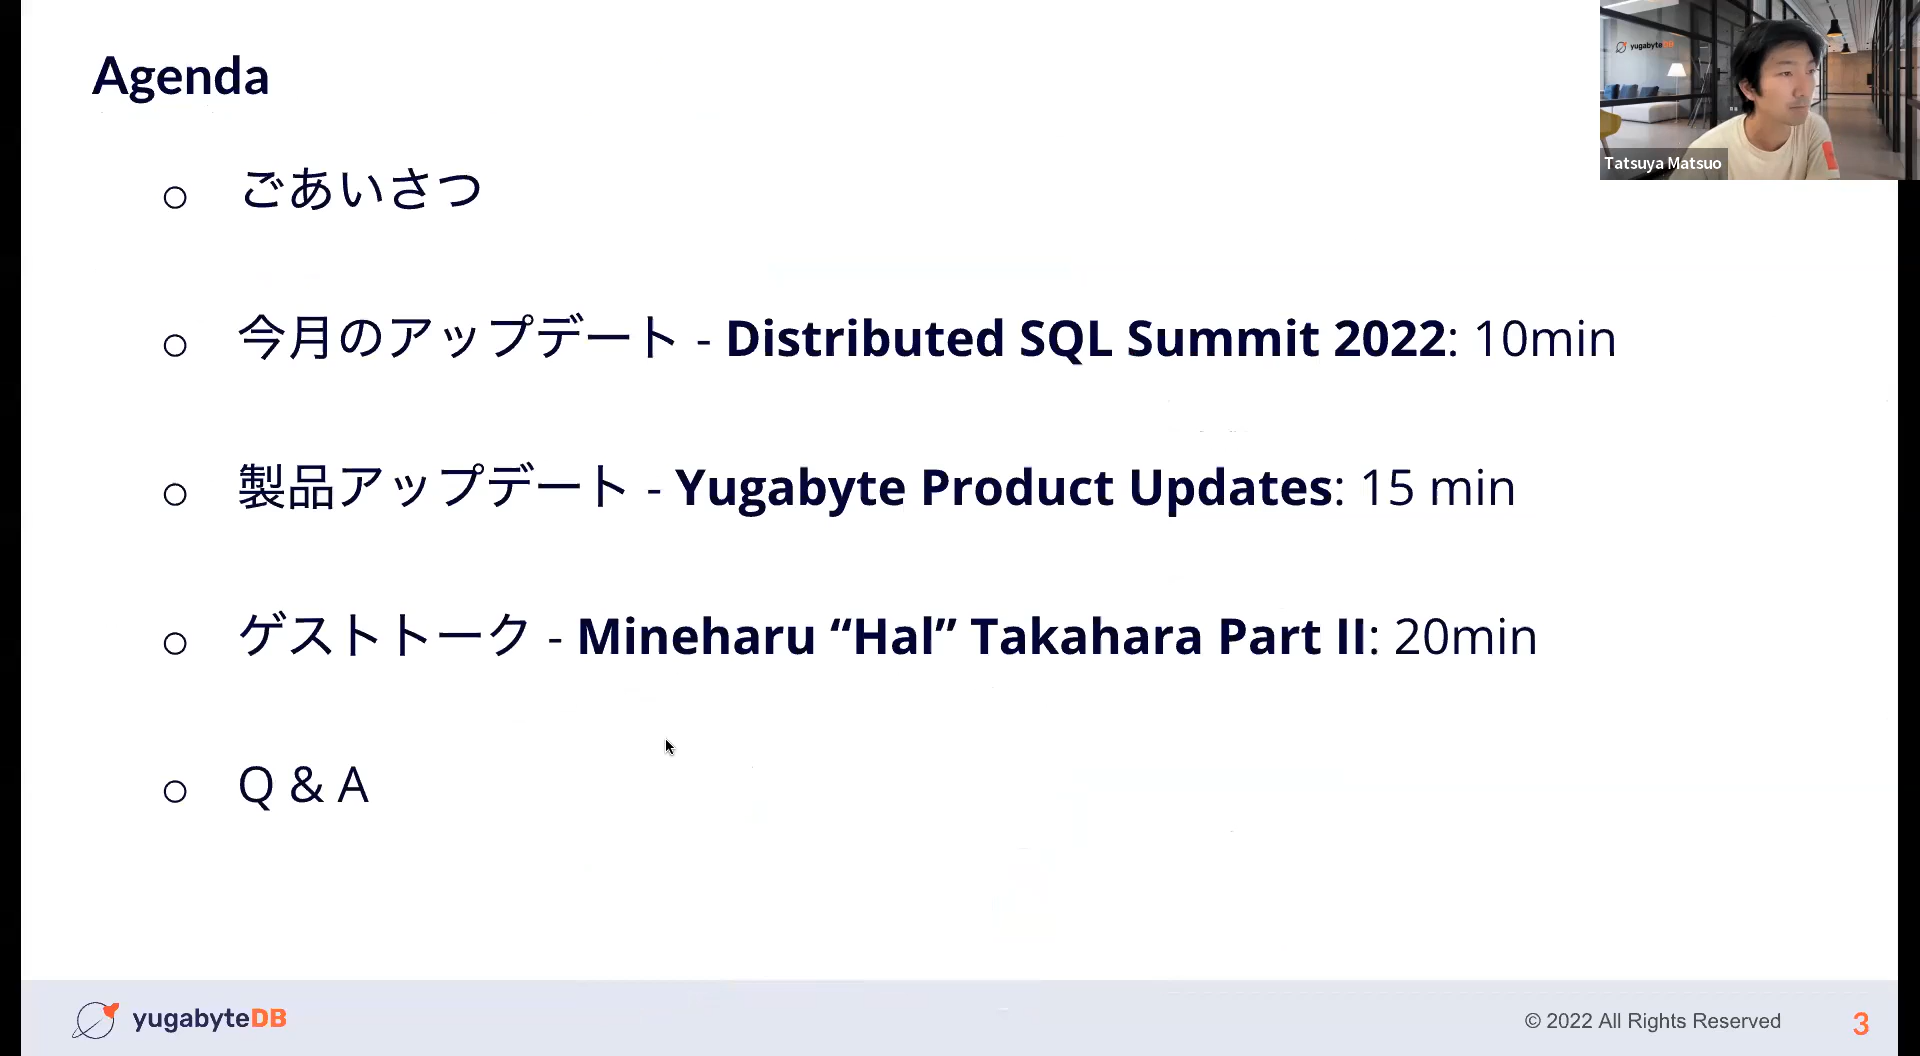 Agenda
ごあいさつ
今月のアップデート - Distributed SQL Summit 2022: 10min
製品アップデート - Yugabyte Product Updates: 15 min
ゲストトーク - Mineharu “Hal” Takahara Part II: 20min
Q & A
yugabyteDB
Tatsuya Matsuo
yugabyteDB
© 2022 All Rights Reserved
3